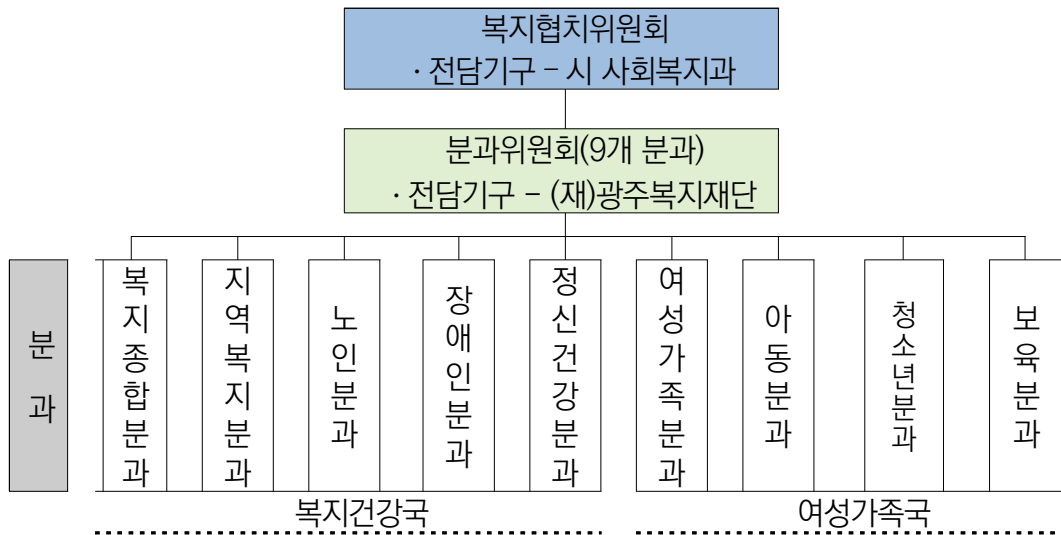 복지협치위원회
· 전담기구 - 시 사회복지과
분과위원회(9개 분과)
· 전담기구 - (재)광주복지재단
분과
복지종합분과
지역복지분과
노인분과
장애인분과
정신건강분과
여성가족분과
아동분과
청소년분과
보육분과
복지건강국
여성가족국